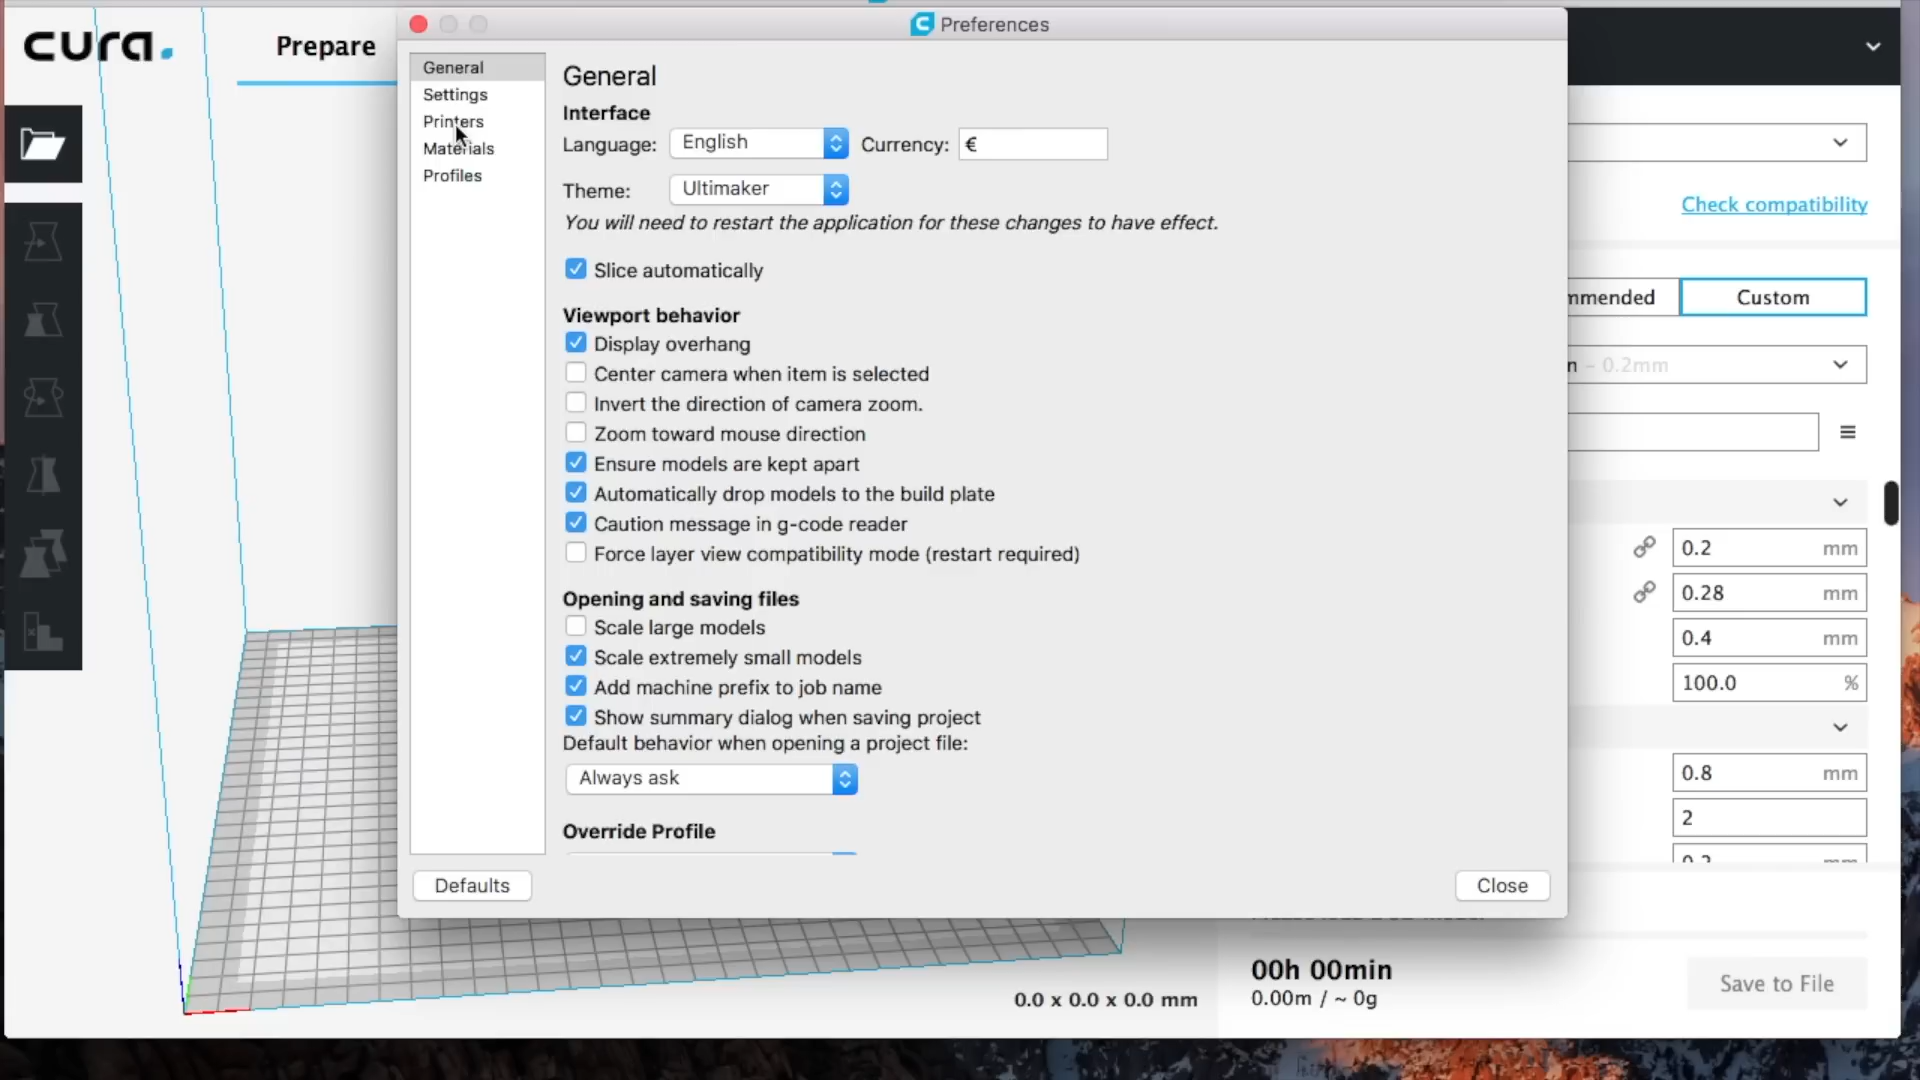 Preferences
cura.
Prepare
General
Settings
Printers
Materials
Profiles
General
Interface
Language: English Currency: €
Theme: Ultimaker
You will need to restart the application for these changes to have effect.
Slice automatically
Viewport behavior
Display overhang
Center camera when item is selected
Invert the direction of camera zoom.
Zoom toward mouse direction
Ensure models are kept apart
Automatically drop models to the build plate
Caution message in g-code reader
Force layer view compatibility mode (restart required)
Opening and saving files
Scale large models
Scale extremely small models
Add machine prefix to job name
Show summary dialog when saving project
Default behavior when opening a project file:
Always ask
Override Profile
Defaults
Close
Check compatibility
mmended
Custom
n - 0.2mm
0.2 mm
0.28 mm
0.4 mm
100.0 %
0.8 mm
2
00h 00min
0.00m / ~ 0g
Save to File
0.0 x 0.0 x 0.0 mm